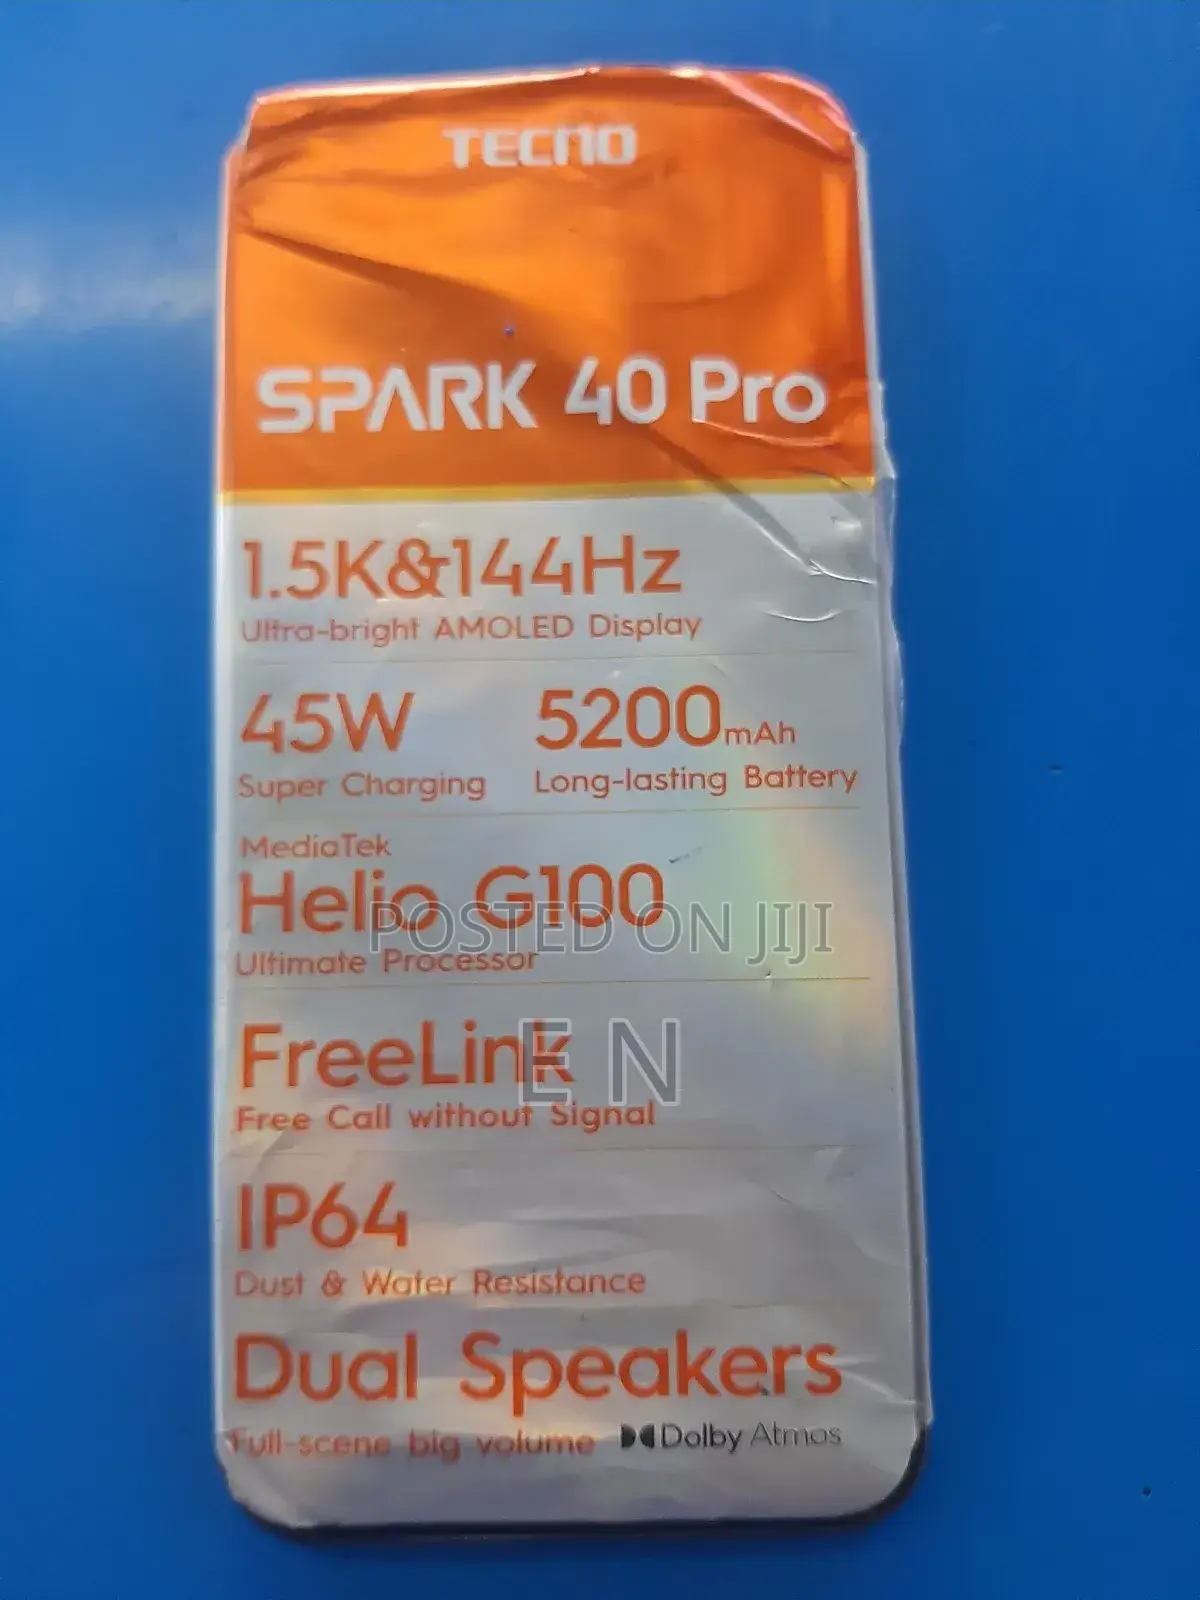 TECNO
SPARK 40 Pro
1.5K&144Hz
Ultra-bright AMOLED Display
45W 5200mAh
Super Charging Long-lasting Battery
MediaTek
Helio G100
POSTED ON JIJI
Ultimate Processor
FreeLink
E N
Free Call without Signal
IP64
Dust & Water Resistance
Dual Speakers
Full-scene big volume Dolby Atmos